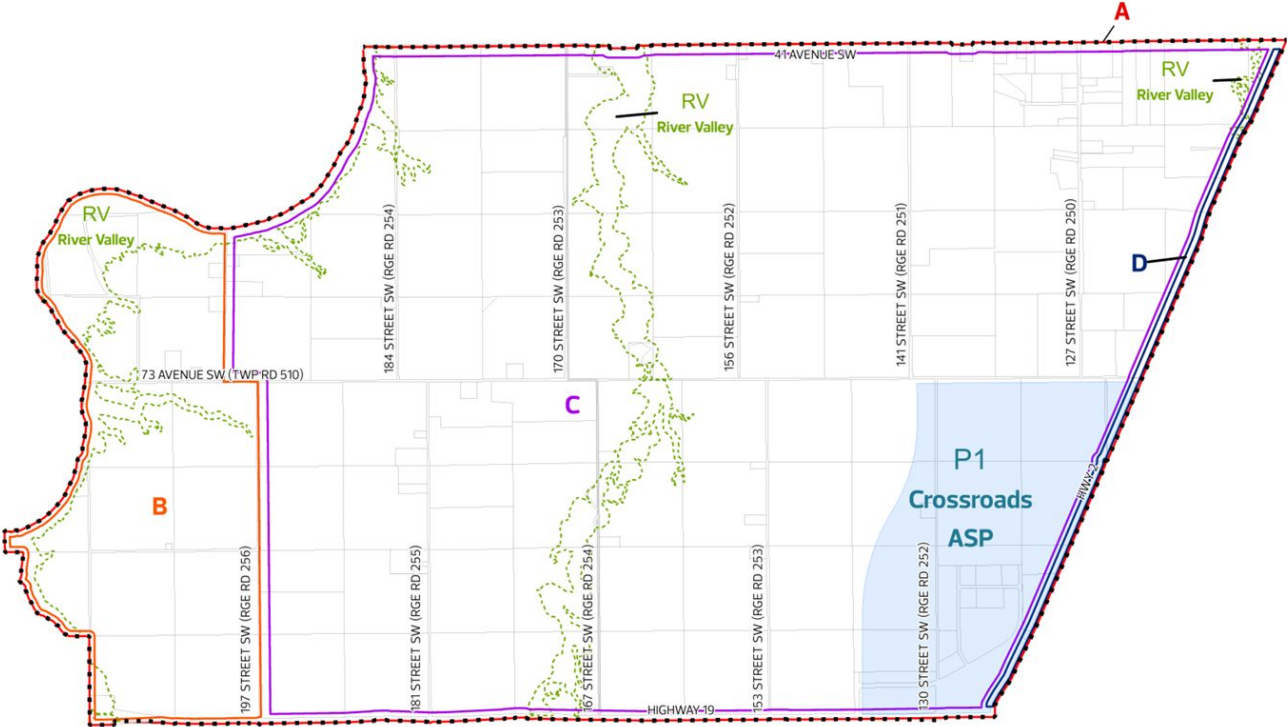 A
41 AVENUE SW
RV
River Valley
RV
River Valley
RV
River Valley
184 STREET SW (RGE RD 254)
170 STREET SW (RGE RD 253)
156 STREET SW (RGE RD 252)
141 STREET SW (RGE RD 251)
127 STREET SW (RGE RD 250)
D
73 AVENUE SW (TWP RD 510)
C
P1
Crossroads
ASP
HWY 2
B
197 STREET SW (RGE RD 256)
181 STREET SW (RGE RD 255)
167 STREET SW (RGE RD 254)
153 STREET SW (RGE RD 253)
130 STREET SW (RGE RD 252)
HIGHWAY 19